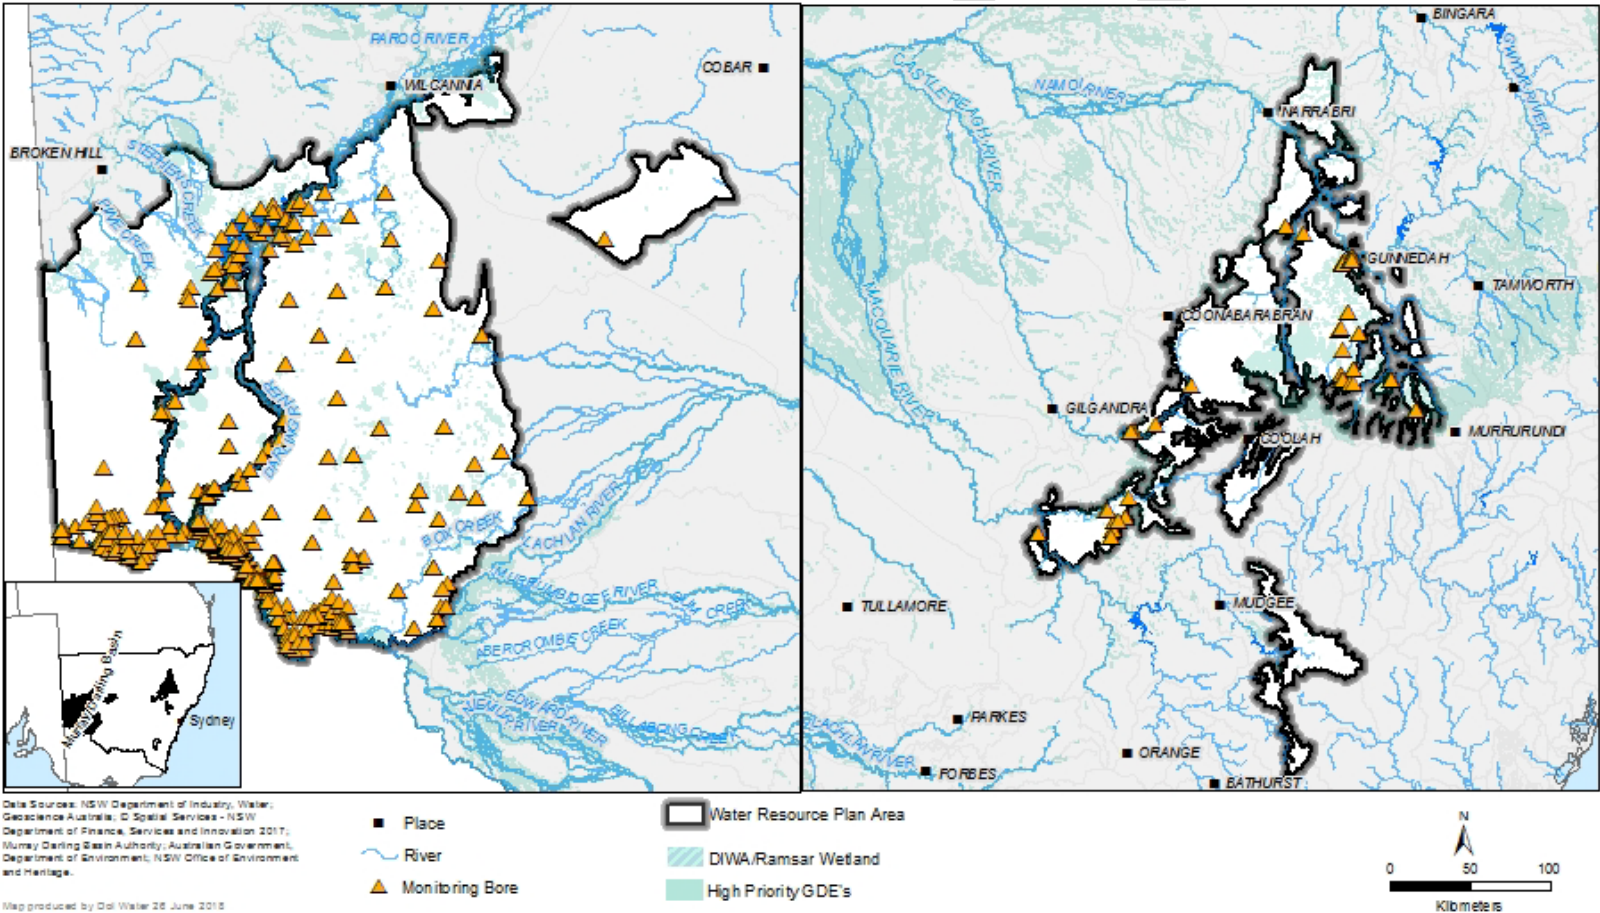 PAROO RIVER
COBAR
WILCANNIA
BROKEN HILL
STEPHENS CREEK
PINE CREEK
DARLING RIVER
BOX CREEK
LACHLAN RIVER
MURRUMBIDGEE RIVER
CREEK
ABERCROMBIE CREEK
EDWARD RIVER
RIVER
BILLABONG CREEK
Murray Darling Basin
Sydney
BINGARA
GWYDIR RIVER
CASTLEREAGH RIVER
NAMOI RIVER
NARRABRI
GUNNEDAH
TAMWORTH
COONABARABRAN
MACQUARIE RIVER
GILGANDRA
COOLAH
MURRURUNDI
TULLAMORE
MUDGEE
PARKES
LACHLAN RIVER
ORANGE
FORBES
BATHURST
Data Sources: NSW Department of Industry, Water;
Geoscience Australia; © Spatial Services - NSW
Department of Finance, Services and Innovation 2017;
Murray Darling Basin Authority; Australian Government,
Department of Environment; NSW Office of Environment
and Heritage.
Map produced by DoI Water 26 June 2018
Place
River
Monitoring Bore
Water Resource Plan Area
DIWA/Ramsar Wetland
High Priority GDE's
N
0 50 100
Kilometers